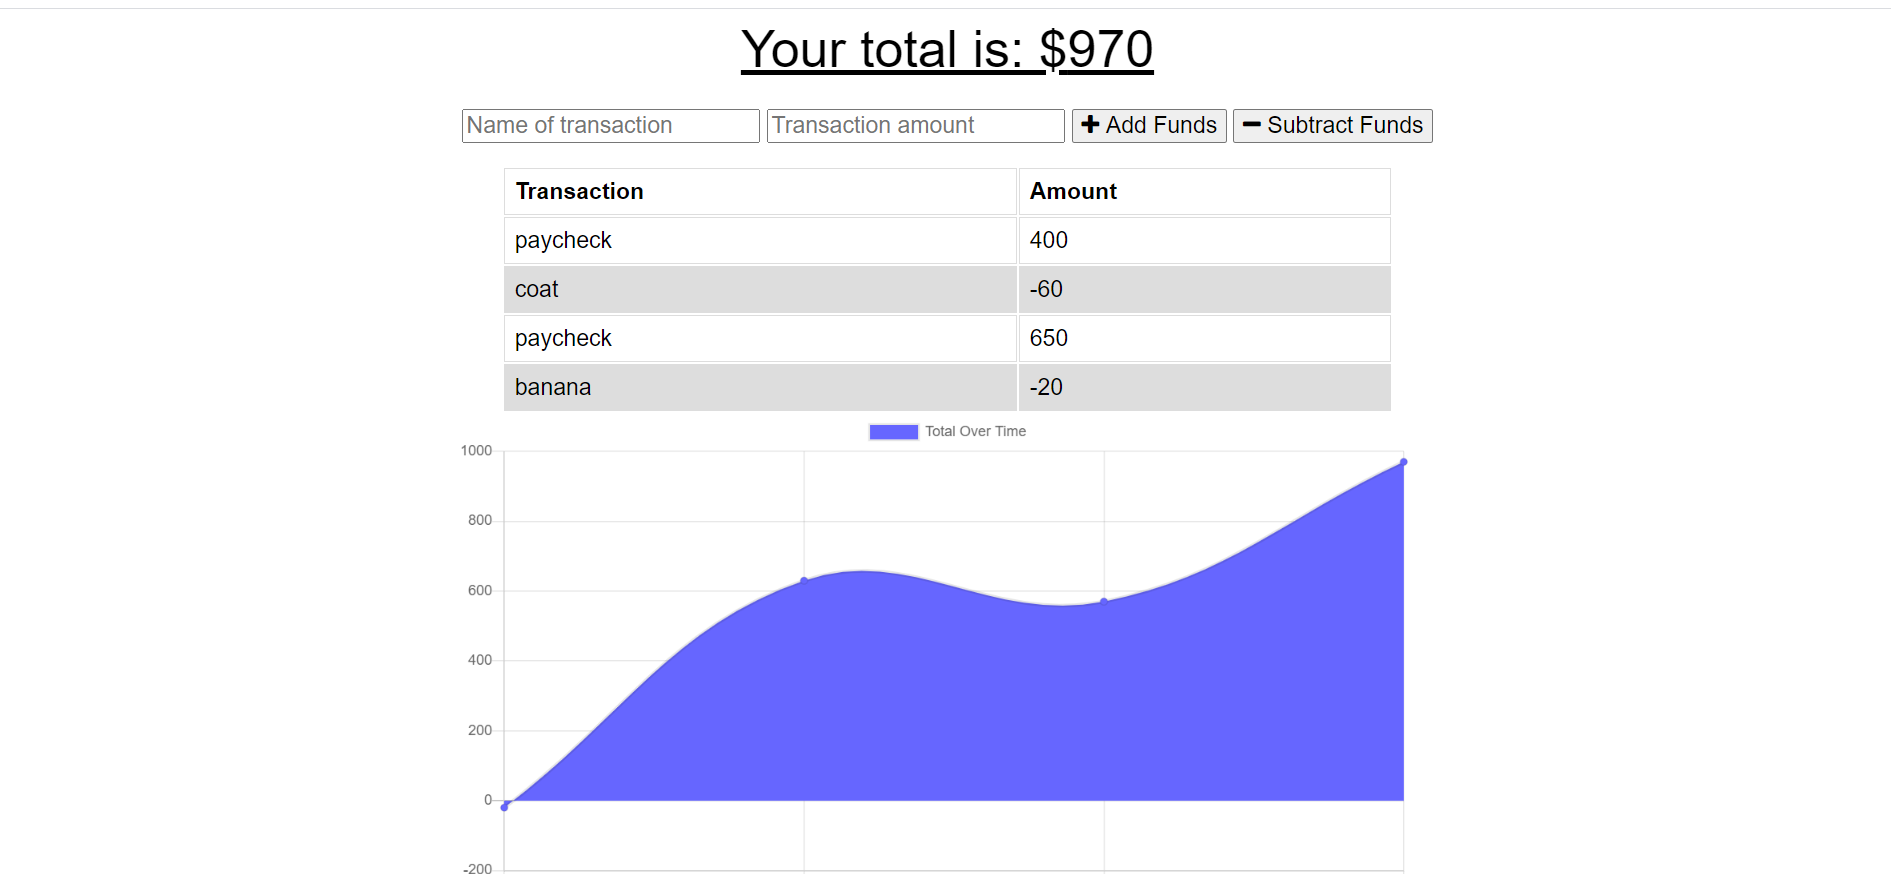 Your total is: $970
Name of transaction Transaction amount + Add Funds − Subtract Funds
Transaction Amount
paycheck 400
coat -60
paycheck 650
banana -20
Total Over Time
1000
800
600
400
200
0
-200